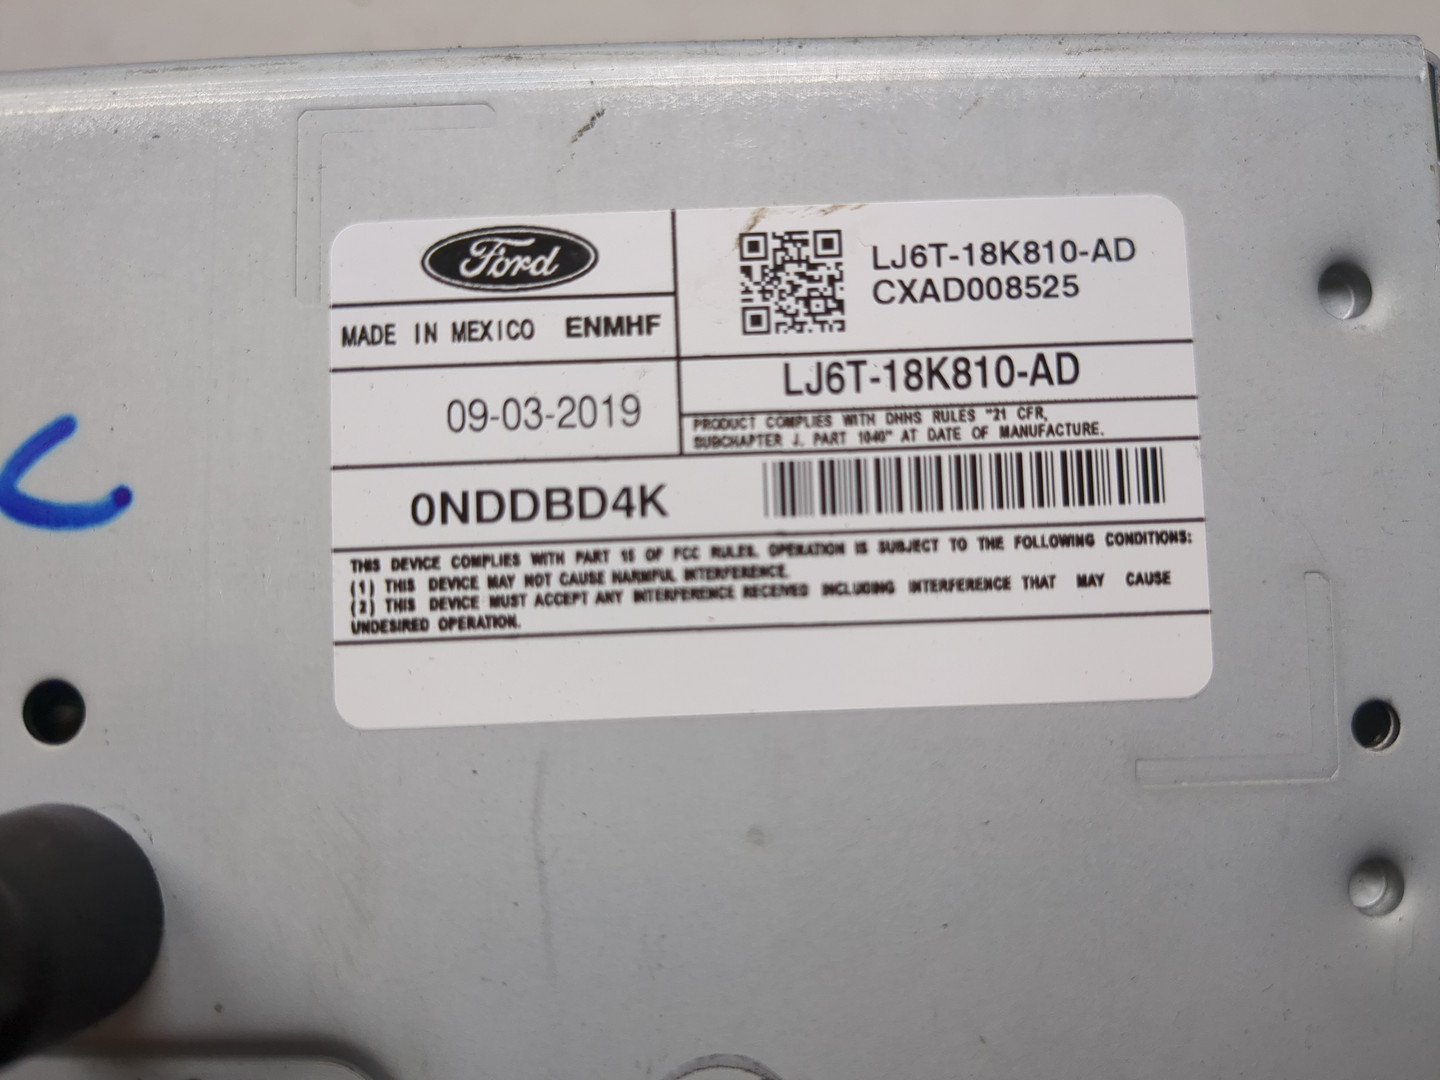 Ford
MADE IN MEXICO ENMHF
09-03-2019
LJ6T-18K810-AD
CXAD008525
LJ6T-18K810-AD
PRODUCT COMPLIES WITH DHHS RULES "21 CFR,
SUBCHAPTER J, PART 1040" AT DATE OF MANUFACTURE.
0NDDBD4K
THIS DEVICE COMPLIES WITH PART 15 OF FCC RULES. OPERATION IS SUBJECT TO THE FOLLOWING CONDITIONS:
(1) THIS DEVICE MAY NOT CAUSE HARMFUL INTERFERENCE.
(2) THIS DEVICE MUST ACCEPT ANY INTERFERENCE RECEIVED INCLUDING INTERFERENCE THAT MAY CAUSE
UNDESIRED OPERATION.